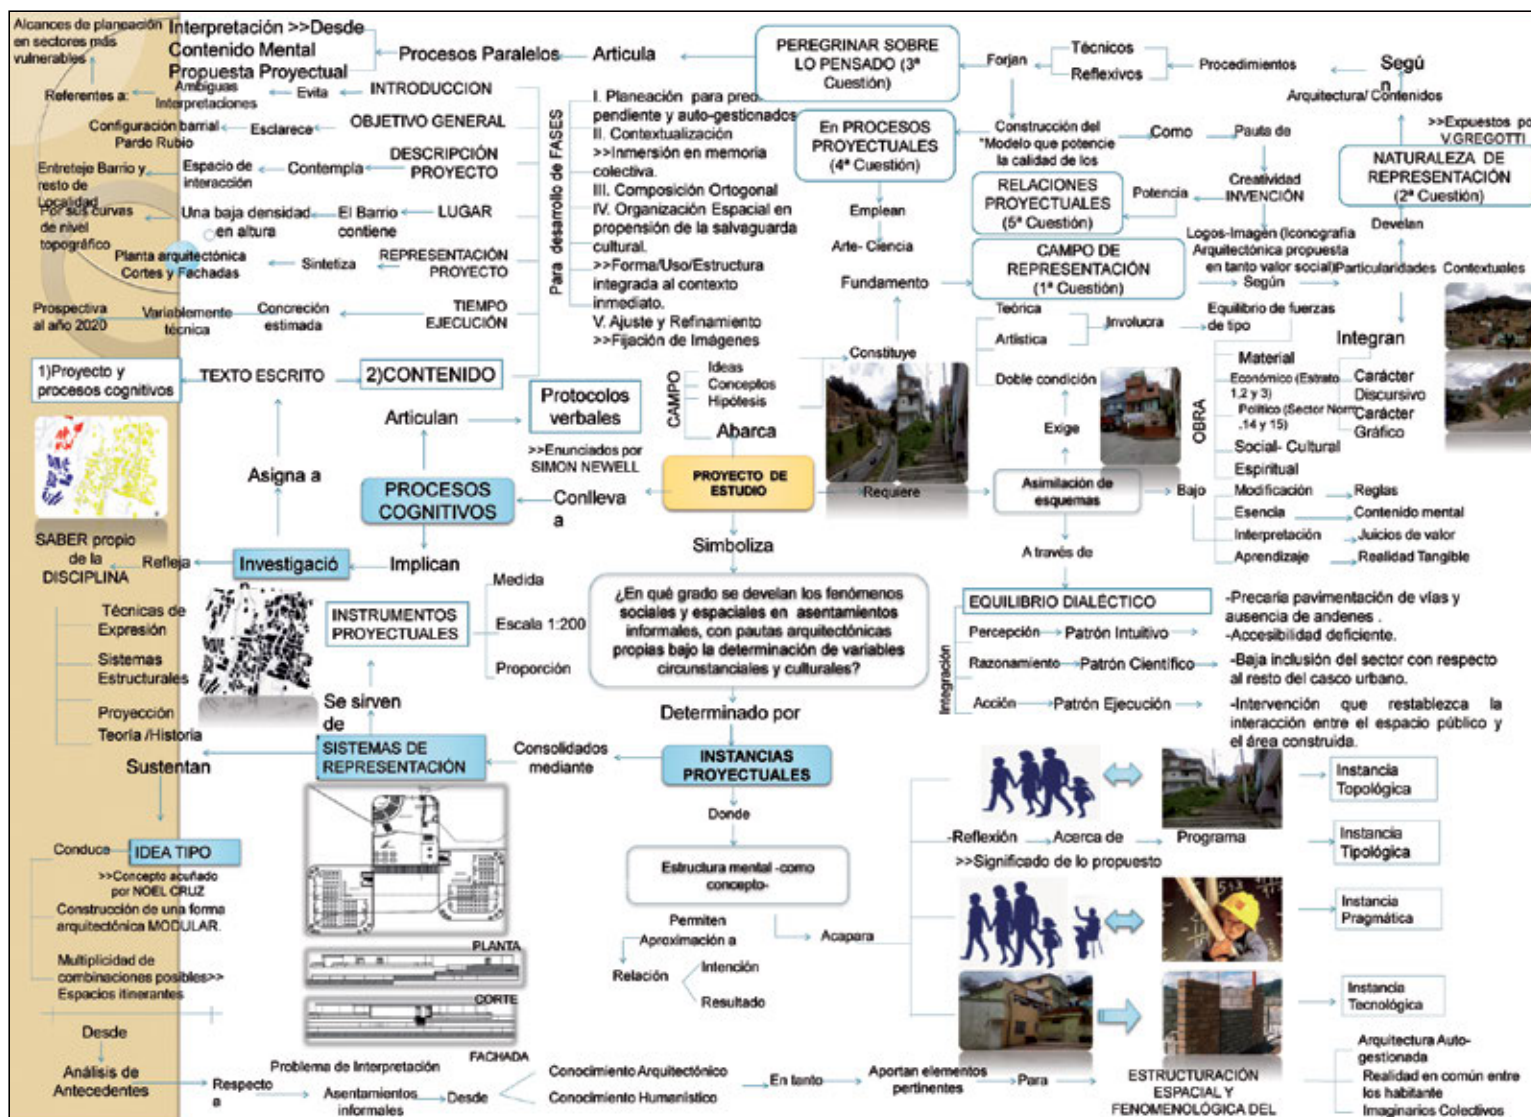 Alcances de planeación
en sectores más
vulnerables
Interpretación >>Desde
Contenido Mental
Propuesta Proyectual
Procesos Paralelos
Articula
PEREGRINAR SOBRE
LO PENSADO (3ª
Cuestión)
Forjan
Técnicos
Reflexivos
Procedimientos
Segú
n
Arquitectura/ Contenidos
>>Expuestos po
V.GREGOTTI
Referentes a:
Ambiguas
Interpretaciones
Evita
INTRODUCCION
Configuración barrial
Pardo Rubio
Esclarece
OBJETIVO GENERAL
Entreteje Barrio y
resto de
Localidad
Espacio de
interacción
Contempla
DESCRIPCIÓN
PROYECTO
Por sus curvas
de nivel
topográfico
Una baja densidad
en altura
El Barrio
contiene
LUGAR
Planta arquitectónica
Cortes y Fachadas
Sintetiza
REPRESENTACIÓN
PROYECTO
Prospectiva
al año 2020
Variablemente
técnica
Concreción
estimada
TIEMPO
EJECUCIÓN
Para desarrollo de FASES
I. Planeación para pred
pendiente y auto-gestionados
II. Contextualización
>>Inmersión en memoria
colectiva.
III. Composición Ortogonal
IV. Organización Espacial en
propensión de la salvaguarda
cultural.
>>Forma/Uso/Estructura
integrada al contexto
inmediato.
V. Ajuste y Refinamiento
>>Fijación de Imágenes
En PROCESOS
PROYECTUALES
(4ª Cuestión)
Emplean
Arte- Ciencia
Fundamento
Construcción del
"Modelo que potencie
la calidad de los
Como
Pauta de
Creatividad
INVENCIÓN
Potencia
RELACIONES
PROYECTUALES
(5ª Cuestión)
NATURALEZA DE
REPRESENTACIÓN
(2ª Cuestión)
Develan
Logos-Imagen (Iconografía
Arquitectónica propuesta
en tanto valor social)
CAMPO DE
REPRESENTACIÓN
(1ª Cuestión)
Según
Particularidades
Contextuales
Teórica
Artística
Involucra
Equilibrio de fuerzas
de tipo
Integran
Doble condición
Exige
OBRA
Material
Económico (Estrato
1,2 y 3)
Político (Sector Norm
.14 y 15)
Social- Cultural
Espiritual
Carácter
Discursivo
Carácter
Gráfico
1)Proyecto y
procesos cognitivos
TEXTO ESCRITO
2)CONTENIDO
Articulan
Protocolos
verbales
>>Enunciados por
SIMON NEWELL
CAMPO
Ideas
Conceptos
Hipótesis
Constituye
Abarca
Asigna a
PROCESOS
COGNITIVOS
Conlleva
a
PROYECTO DE
ESTUDIO
Requiere
Asimilación de
esquemas
Bajo
Modificación
Reglas
Esencia
Contenido mental
Interpretación
Juicios de valor
Aprendizaje
Realidad Tangible
Simboliza
A través de
SABER propio
de la
DISCIPLINA
Refleja
Investigació
n
Implican
Técnicas de
Expresión
Sistemas
Estructurales
Proyección
Teoría /Historia
INSTRUMENTOS
PROYECTUALES
Medida
Escala 1:200
Proporción
¿En qué grado se develan los fenómenos
sociales y espaciales en asentamientos
informales, con pautas arquitectónicas
propias bajo la determinación de variables
circunstanciales y culturales?
EQUILIBRIO DIALÉCTICO
Integración
Percepción
Patrón Intuitivo
Razonamiento
Patrón Científico
Acción
Patrón Ejecución
-Precaria pavimentación de vías y
ausencia de andenes .
-Accesibilidad deficiente.
-Baja inclusión del sector con respecto
al resto del casco urbano.
-Intervención que restablezca la
interacción entre el espacio público y
el área construida.
Se sirven
de
Determinado por
Sustentan
SISTEMAS DE
REPRESENTACIÓN
Consolidados
mediante
INSTANCIAS
PROYECTUALES
Donde
Instancia
Topológica
Conduce
IDEA TIPO
>>Concepto acuñado
por NOEL CRUZ
Construcción de una forma
arquitectónica MODULAR.
Multiplicidad de
combinaciones posibles>>
Espacios itinerantes
Estructura mental -como
concepto-
-Reflexión
Acerca de
Programa
>>Significado de lo propuesto
Instancia
Tipológica
Permiten
Aproximación a
Acapara
Instancia
Pragmática
Relación
Intención
Resultado
PLANTA
CORTE
FACHADA
Instancia
Tecnológica
Desde
Análisis de
Antecedentes
Respecto
a
Problema de Interpretación
Asentamientos
informales
Desde
Conocimiento Arquitectónico
Conocimiento Humanístico
En tanto
Aportan elementos
pertinentes
Para
ESTRUCTURACIÓN
ESPACIAL Y
FENOMENOLÓGICA DEL
Arquitectura Auto-
gestionada
Realidad en común entre
los habitante
Imaginarios Colectivos